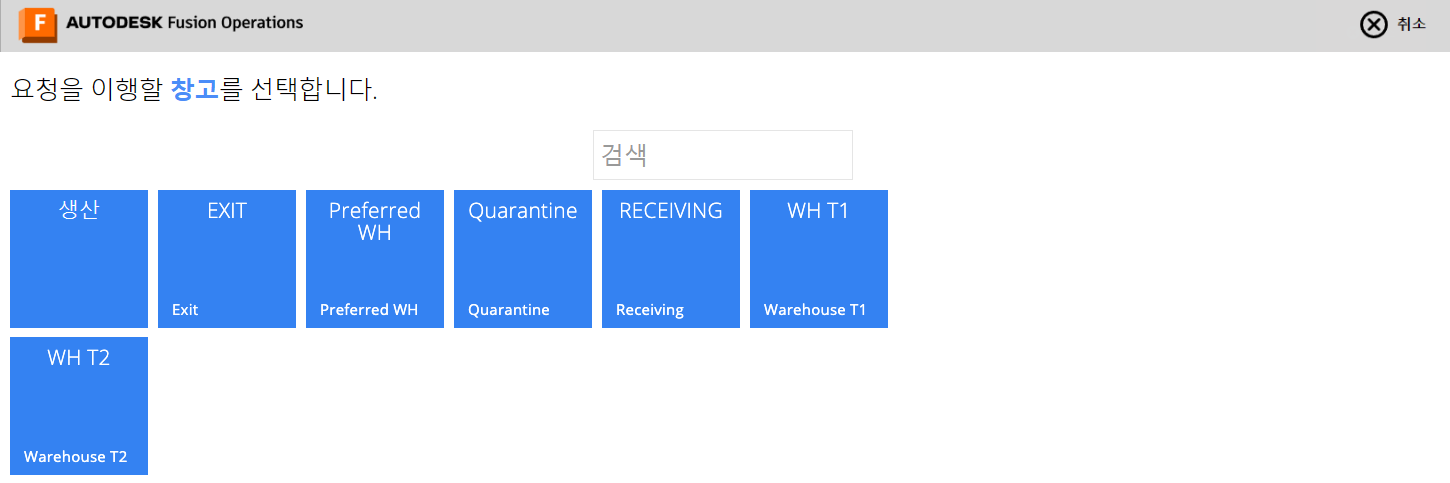 F AUTODESK Fusion Operations
취소
요청을 이행할 창고를 선택합니다.
검색
생산
EXIT
Exit
Preferred
WH
Preferred WH
Quarantine
Quarantine
RECEIVING
Receiving
WH T1
Warehouse T1
WH T2
Warehouse T2